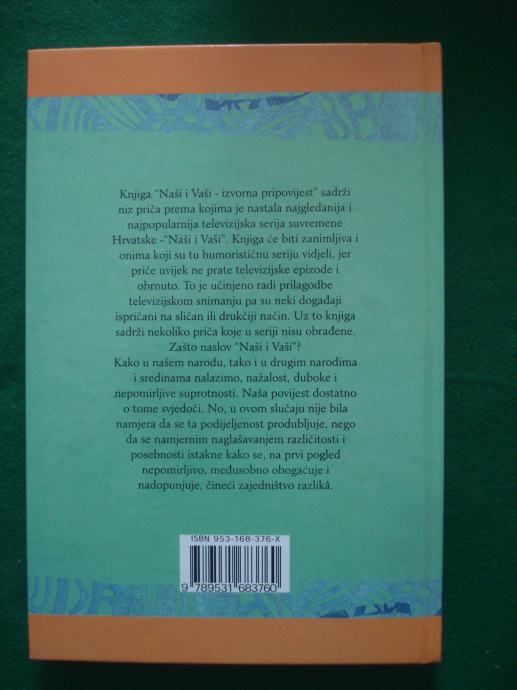 Knjiga “Naši i Vaši - izvorna pripovijest” sadrži
niz priča prema kojima je nastala najgledanija i
najpopularnija televizijska serija suvremene
Hrvatske -“Naši i Vaši”. Knjiga će biti zanimljiva i
onima koji su tu humorističnu seriju vidjeli, jer
priče uvijek ne prate televizijske epizode i
obrnuto. To je učinjeno radi prilagodbe
televizijskom snimanju pa su neki događaji
ispričani na sličan ili drukčiji način. Uz to knjiga
sadrži nekoliko priča koje u seriji nisu obrađene.
Zašto naslov “Naši i Vaši”?
Kako u našem narodu, tako i u drugim narodima
i sredinama nalazimo, nažalost, duboke i
nepomirljive suprotnosti. Naša povijest dostatno
o tome svjedoči. No, u ovom slučaju nije bila
namjera da se ta podijeljenost produbljuje, nego
da se namjernim naglašavanjem različitosti i
posebnosti istakne kako se, na prvi pogled
nepomirljivo, međusobno obogaćuje i
nadopunjuje, čineći zajedništvo razlikâ.
ISBN 953-168-376-X
9 789531 683760